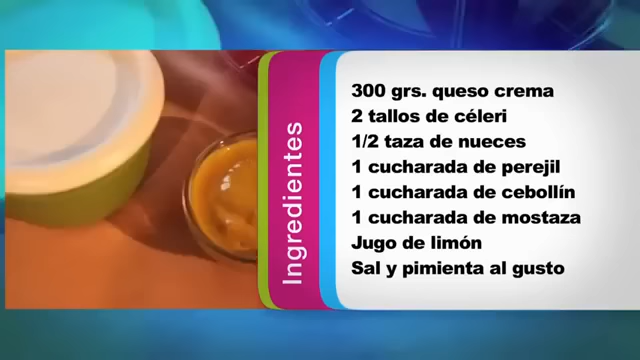 Ingredientes
300 grs. queso crema
2 tallos de céleri
1/2 taza de nueces
1 cucharada de perejil
1 cucharada de cebollín
1 cucharada de mostaza
Jugo de limón
Sal y pimienta al gusto